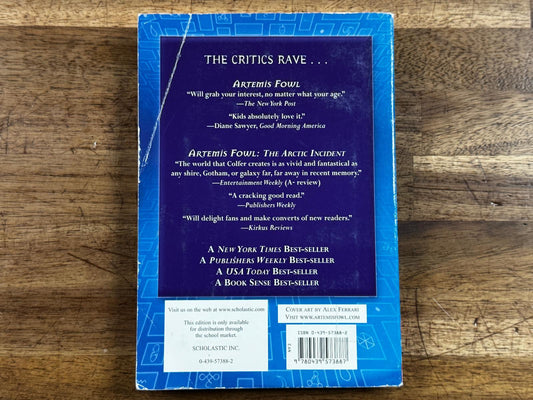 THE CRITICS RAVE . . .
ARTEMIS FOWL
“Will grab your interest, no matter what your age.”
—The New York Post
“Kids absolutely love it.”
—Diane Sawyer, Good Morning America
ARTEMIS FOWL: THE ARCTIC INCIDENT
“The world that Colfer creates is as vivid and fantastical as
any shire, Gotham, or galaxy far, far away in recent memory.”
—Entertainment Weekly (A- review)
“A cracking good read.”
—Publishers Weekly
“Will delight fans and make converts of new readers.”
—Kirkus Reviews
A NEW YORK TIMES BEST-SELLER
A PUBLISHERS WEEKLY BEST-SELLER
A USA TODAY BEST-SELLER
A BOOK SENSE BEST-SELLER
Visit us on the web at www.scholastic.com
This edition is only available
for distribution through
the school market.
SCHOLASTIC INC.
0-439-57388-2
COVER ART BY ALEX FERRARI
VISIT WWW.ARTEMISFOWL.COM
ISBN 0-439-57388-2
9 780439 573887